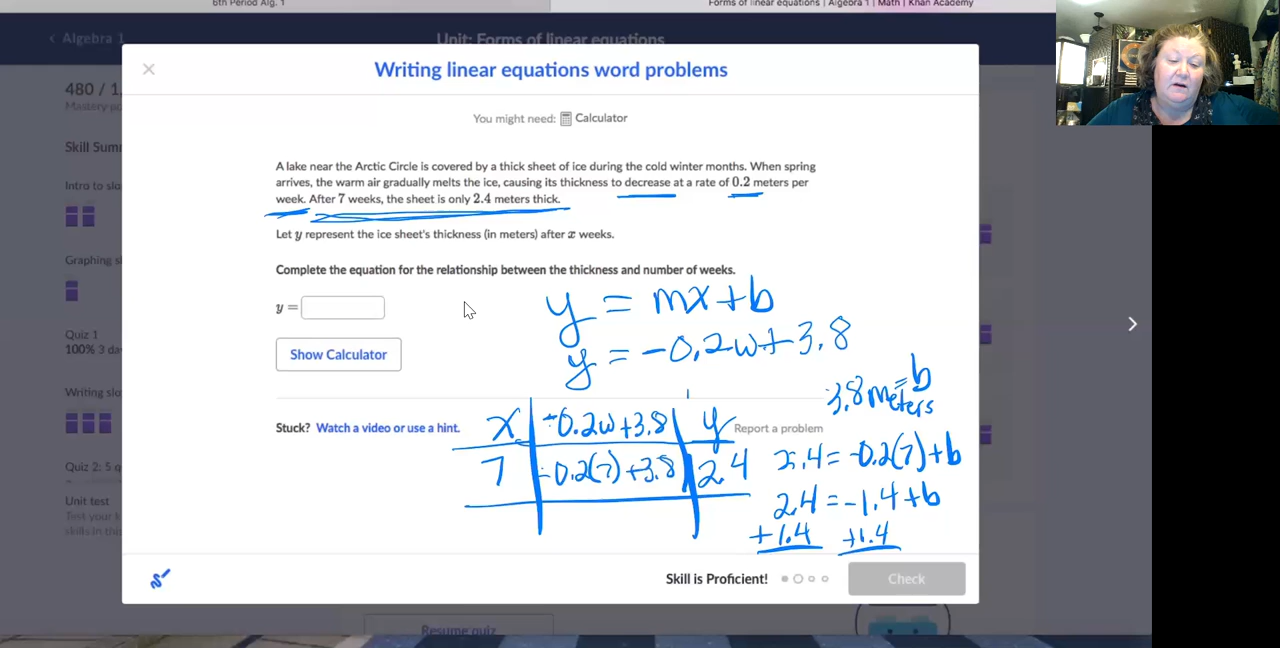 6th Period Alg. 1
Forms of linear equations | Algebra 1 | Math | Khan Academy
< Algebra 1
Unit: Forms of linear equations
Writing linear equations word problems
480 / 1
Skill Summ
Intro to slo
Graphing sl
Quiz 1
100% 3 da
Writing slo
Quiz 2: 5 q
Unit test
You might need: Calculator
A lake near the Arctic Circle is covered by a thick sheet of ice during the cold winter months. When spring
arrives, the warm air gradually melts the ice, causing its thickness to decrease at a rate of 0.2 meters per
week. After 7 weeks, the sheet is only 2.4 meters thick.
Let y represent the ice sheet's thickness (in meters) after x weeks.
Complete the equation for the relationship between the thickness and number of weeks.
y =
y = mx+b
y = -0.2w+3.8
Show Calculator
3.8 meters = b
Stuck? Watch a video or use a hint.
Report a problem
x | -0.2w+3.8 | y
7 | -0.2(7)+3.8 | 2.4
2.4 = -0.2(7)+b
2.4 = -1.4+b
+1.4 +1.4
Skill is Proficient!
Check
Resume quiz